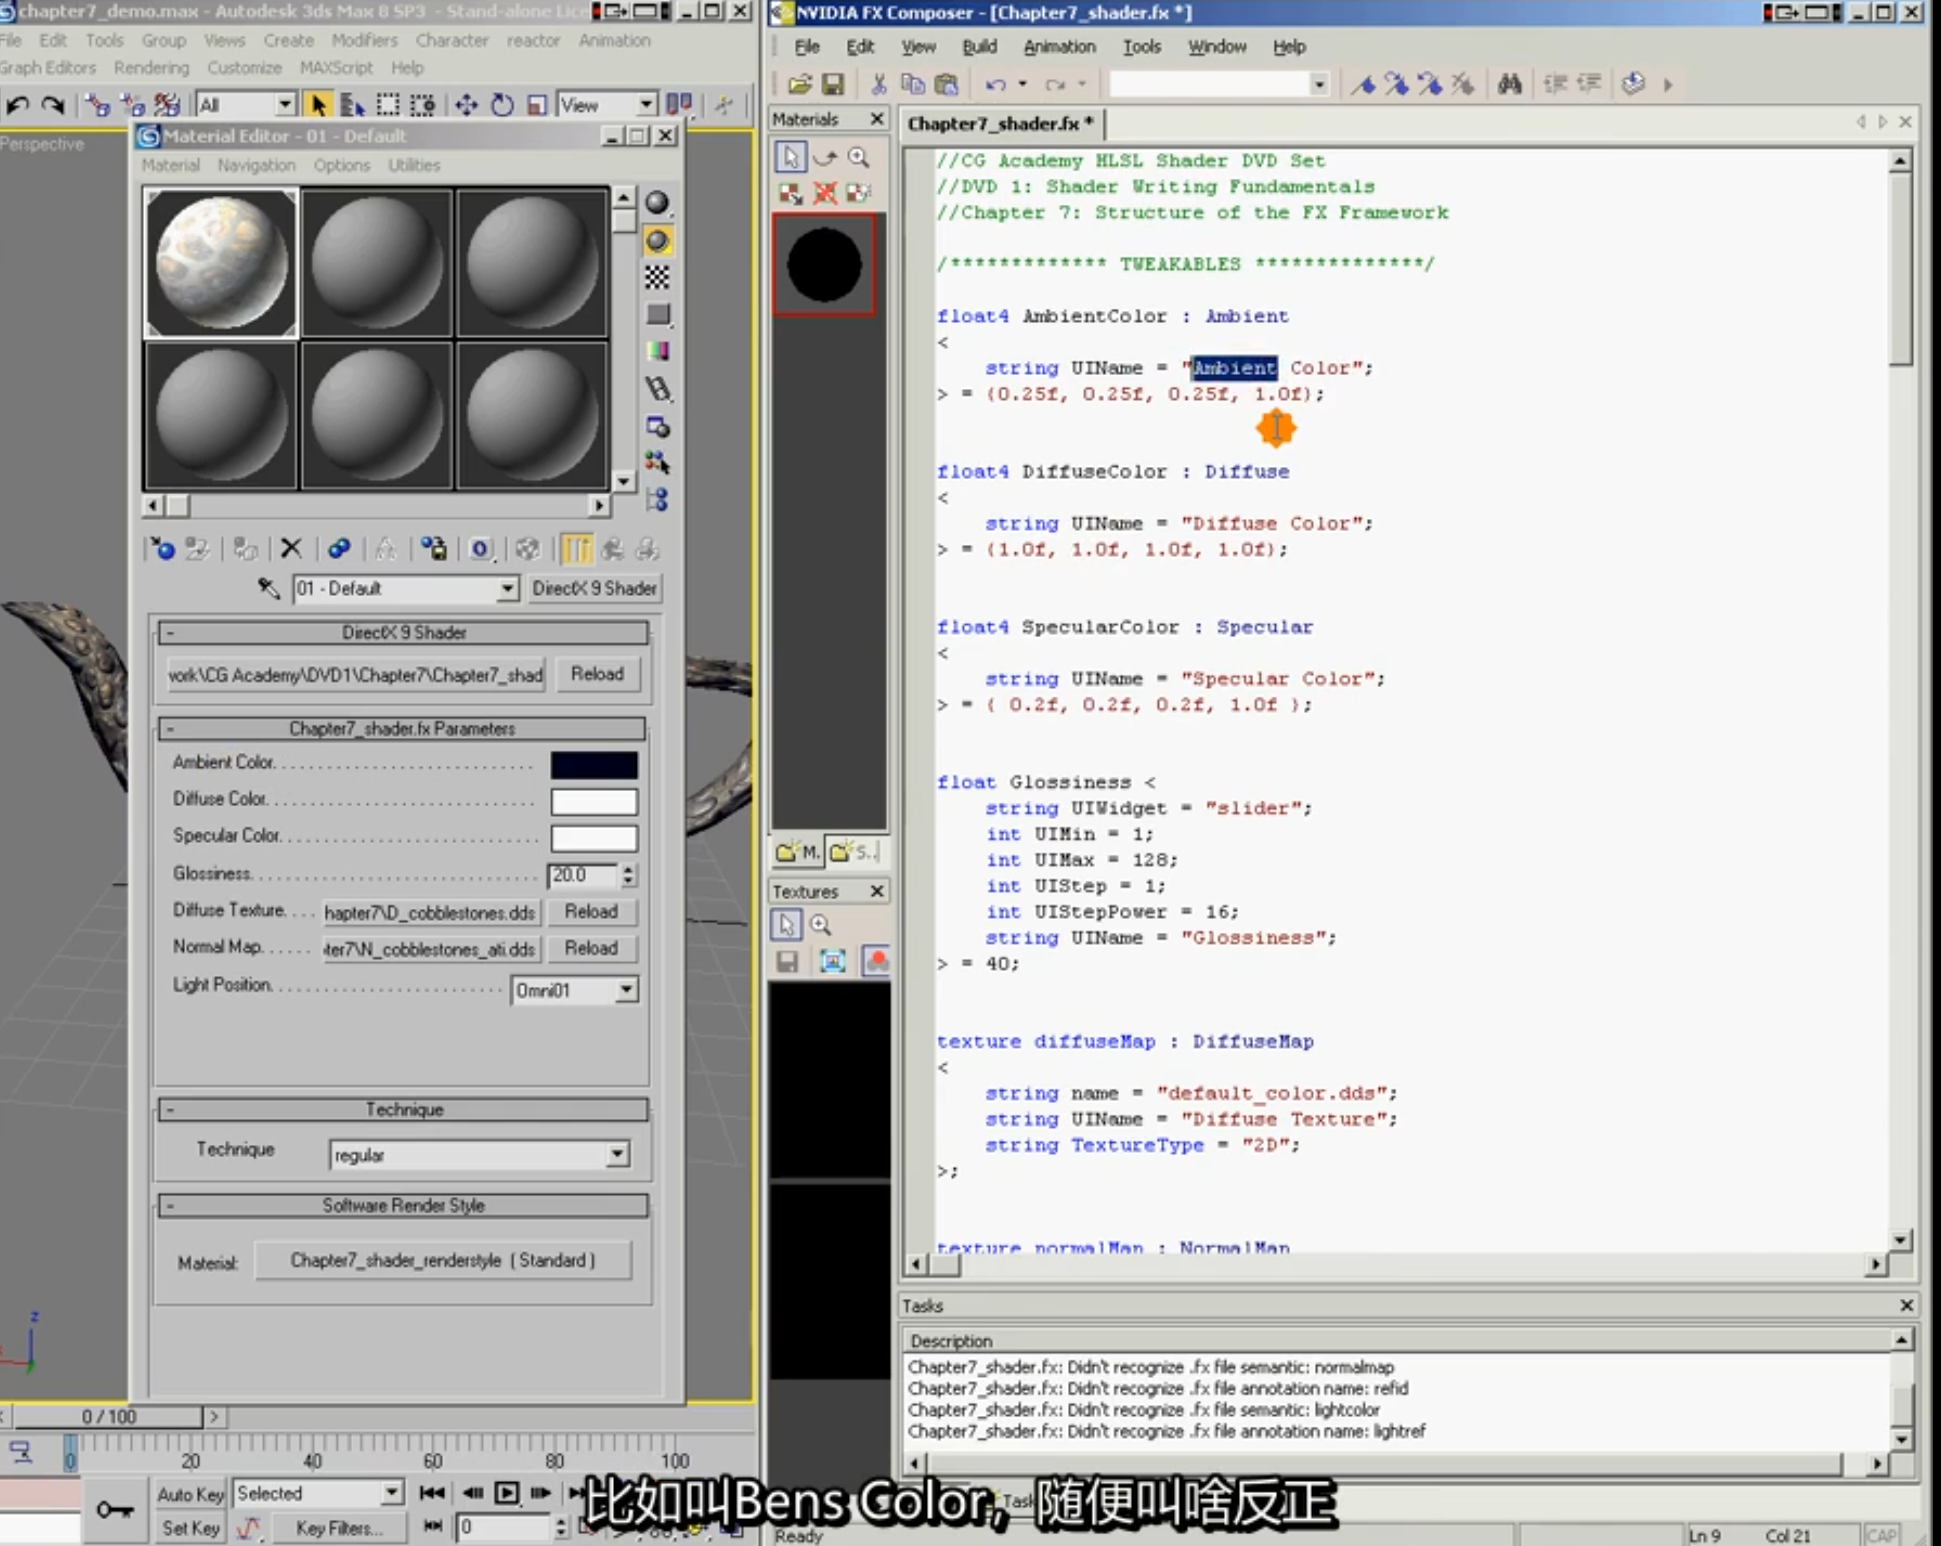 chapter7_demo.max - Autodesk 3ds Max 8 SP3 - Stand-alone Lice
File Edit Tools Group Views Create Modifiers Character reactor Animation
Graph Editors Rendering Customize MAXScript Help
All
View
Perspective
Material Editor - 01 - Default
Material Navigation Options Utilities
01 - Default
DirectX 9 Shader
- DirectX 9 Shader
work\CG Academy\DVD1\Chapter7\Chapter7_shad
Reload
- Chapter7_shader.fx Parameters
Ambient Color
Diffuse Color
Specular Color
Glossiness 20.0
Diffuse Texture hapter7\D_cobblestones.dds Reload
Normal Map ter7\N_cobblestones_ati.dds Reload
Light Position Omni01
- Technique
Technique regular
- Software Render Style
Material: Chapter7_shader_renderstyle ( Standard )
z
0 / 100 >
0 20 40 60 80 100
Auto Key Selected
Set Key Key Filters... 0
NVIDIA FX Composer - [Chapter7_shader.fx *]
File Edit View Build Animation Tools Window Help
Materials
M. S..
Textures
Chapter7_shader.fx *
//CG Academy HLSL Shader DVD Set
//DVD 1: Shader Writing Fundamentals
//Chapter 7: Structure of the FX Framework
/************* TWEAKABLES **************/
float4 AmbientColor : Ambient
<
string UIName = "Ambient Color";
> = {0.25f, 0.25f, 0.25f, 1.0f};
float4 DiffuseColor : Diffuse
<
string UIName = "Diffuse Color";
> = {1.0f, 1.0f, 1.0f, 1.0f};
float4 SpecularColor : Specular
<
string UIName = "Specular Color";
> = { 0.2f, 0.2f, 0.2f, 1.0f };
float Glossiness <
string UIWidget = "slider";
int UIMin = 1;
int UIMax = 128;
int UIStep = 1;
int UIStepPower = 16;
string UIName = "Glossiness";
> = 40;
texture diffuseMap : DiffuseMap
<
string name = "default_color.dds";
string UIName = "Diffuse Texture";
string TextureType = "2D";
>;
texture normalMap : NormalMap
Tasks
Description
Chapter7_shader.fx: Didn't recognize .fx file semantic: normalmap
Chapter7_shader.fx: Didn't recognize .fx file annotation name: refid
Chapter7_shader.fx: Didn't recognize .fx file semantic: lightcolor
Chapter7_shader.fx: Didn't recognize .fx file annotation name: lightref
比如叫Bens Color，随便叫啥反正
Ready
Ln 9 Col 21 CAP